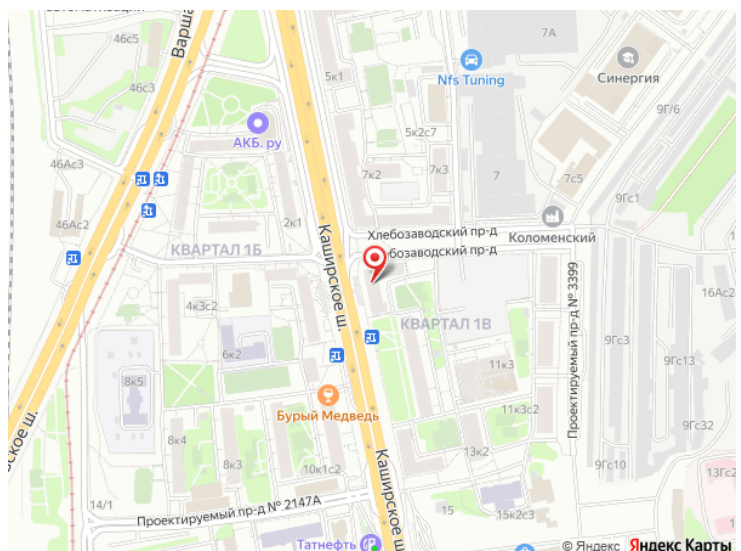 46с5
7А
46с3
Варша
5к1
Nfs Tuning
Синергия
АКБ. ру
5к2с7
9Г/6
46Ас3
7к2
7к3
7
7с5
9Гс1
46Ас2
2к1
Хлебозаводский пр-д
Коломенский
бозаводский пр-д
КВАРТАЛ 1Б
Каширское ш.
4к3с2
КВАРТАЛ 1В
Проектируемый пр-д № 3399
16Ас2
9Гс3
9Гс13
6к2
11к3
8к5
11к3с2
Бурый Медведь
вское ш.
8к4
8к3
10к1с2
13к2
9Гс32
9Гс10
13Гс2
14/1
Проектируемый пр-д № 2147А
Каширское ш
15к2с3
Татнефть
© Яндекс Яндекс Карты